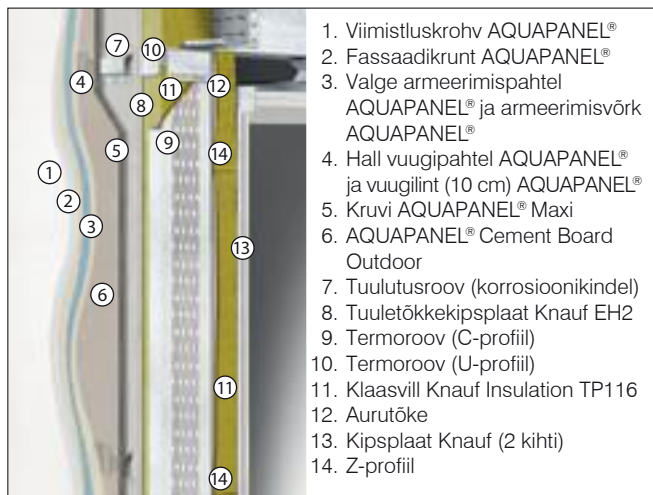 1. Viimistluskrohv AQUAPANEL®
2. Fassaadikrunt AQUAPANEL®
3. Valge armeerimispahtel
AQUAPANEL® ja armeerimisvõrk
AQUAPANEL®
4. Hall vuugipahtel AQUAPANEL®
ja vuugilint (10 cm) AQUAPANEL®
5. Kruvi AQUAPANEL® Maxi
6. AQUAPANEL® Cement Board
Outdoor
7. Tuulutusroov (korrosioonikindel)
8. Tuuletõkkekipsplaat Knauf EH2
9. Termoroov (C-profiil)
10. Termoroov (U-profiil)
11. Klaasvill Knauf Insulation TP116
12. Aurutõke
13. Kipsplaat Knauf (2 kihti)
14. Z-profiil
7
10
4
11
12
8
9
5
14
1
2
3
13
6
11
14